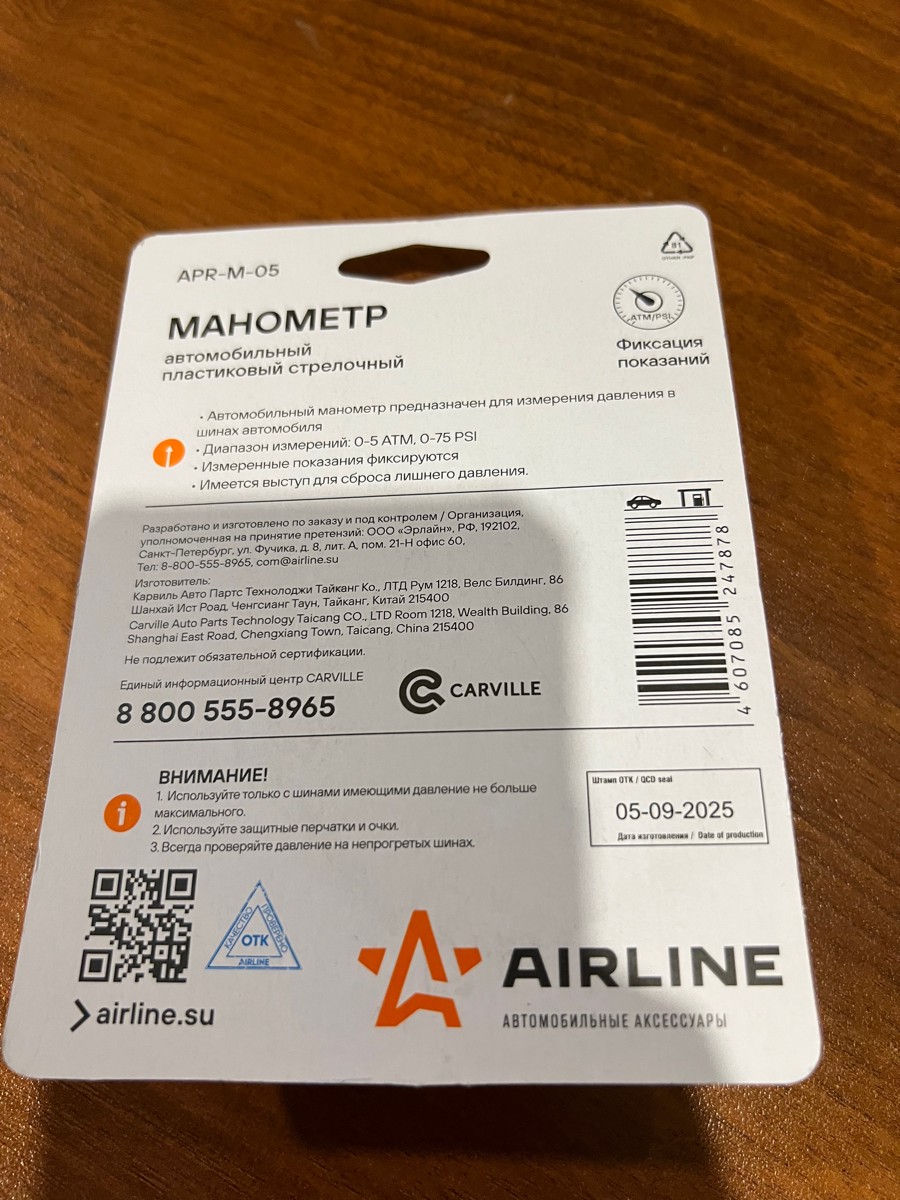 APR-M-05
81
OTHER-PAP
МАНОМЕТР
автомобильный
пластиковый стрелочный
ATM/PSI
Фиксация
показаний
• Автомобильный манометр предназначен для измерения давления в
шинах автомобиля
• Диапазон измерений: 0-5 АТМ, 0-75 PSI
• Измеренные показания фиксируются
• Имеется выступ для сброса лишнего давления.
Разработано и изготовлено по заказу и под контролем / Организация,
уполномоченная на принятие претензий: ООО «Эрлайн», РФ, 192102,
Санкт-Петербург, ул. Фучика, д. 8, лит. А, пом. 21-Н офис 60,
Тел: 8-800-555-8965, com@airline.su
Изготовитель:
Карвиль Авто Партс Технолоджи Тайканг Ко., ЛТД Рум 1218, Велс Билдинг, 86
Шанхай Ист Роад, Ченгсианг Таун, Тайканг, Китай 215400
Carville Auto Parts Technology Taicang CO., LTD Room 1218, Wealth Building, 86
Shanghai East Road, Chengxiang Town, Taicang, China 215400
Не подлежит обязательной сертификации.
Единый информационный центр CARVILLE
8 800 555-8965
CARVILLE
4 607085 247878
ВНИМАНИЕ!
1. Используйте только с шинами имеющими давление не больше
максимального.
2. Используйте защитные перчатки и очки.
3. Всегда проверяйте давление на непрогретых шинах.
Штамп ОТК / QCD seal
05-09-2025
Дата изготовления / Date of production
КАЧЕСТВО
ПРОВЕРЕНО
ОТК
AIRLINE
airline.su
AIRLINE
АВТОМОБИЛЬНЫЕ АКСЕССУАРЫ